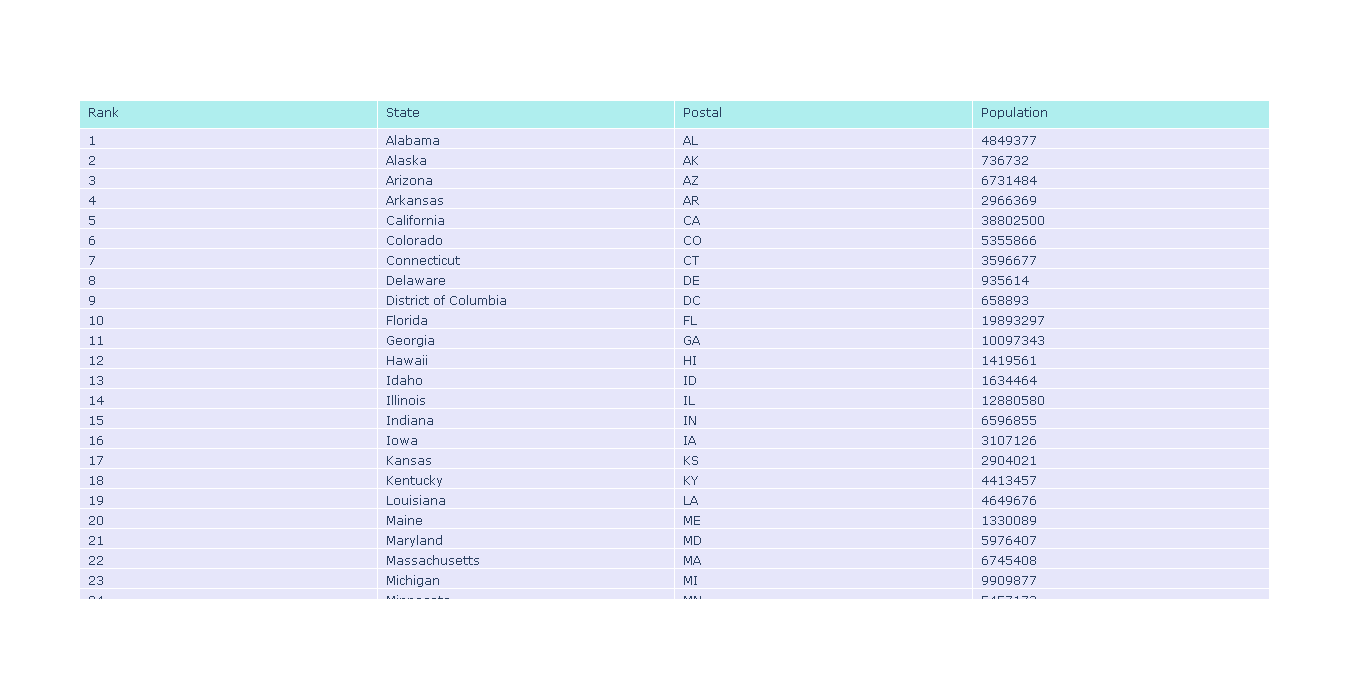 Rank State Postal Population
1 Alabama AL 4849377
2 Alaska AK 736732
3 Arizona AZ 6731484
4 Arkansas AR 2966369
5 California CA 38802500
6 Colorado CO 5355866
7 Connecticut CT 3596677
8 Delaware DE 935614
9 District of Columbia DC 658893
10 Florida FL 19893297
11 Georgia GA 10097343
12 Hawaii HI 1419561
13 Idaho ID 1634464
14 Illinois IL 12880580
15 Indiana IN 6596855
16 Iowa IA 3107126
17 Kansas KS 2904021
18 Kentucky KY 4413457
19 Louisiana LA 4649676
20 Maine ME 1330089
21 Maryland MD 5976407
22 Massachusetts MA 6745408
23 Michigan MI 9909877